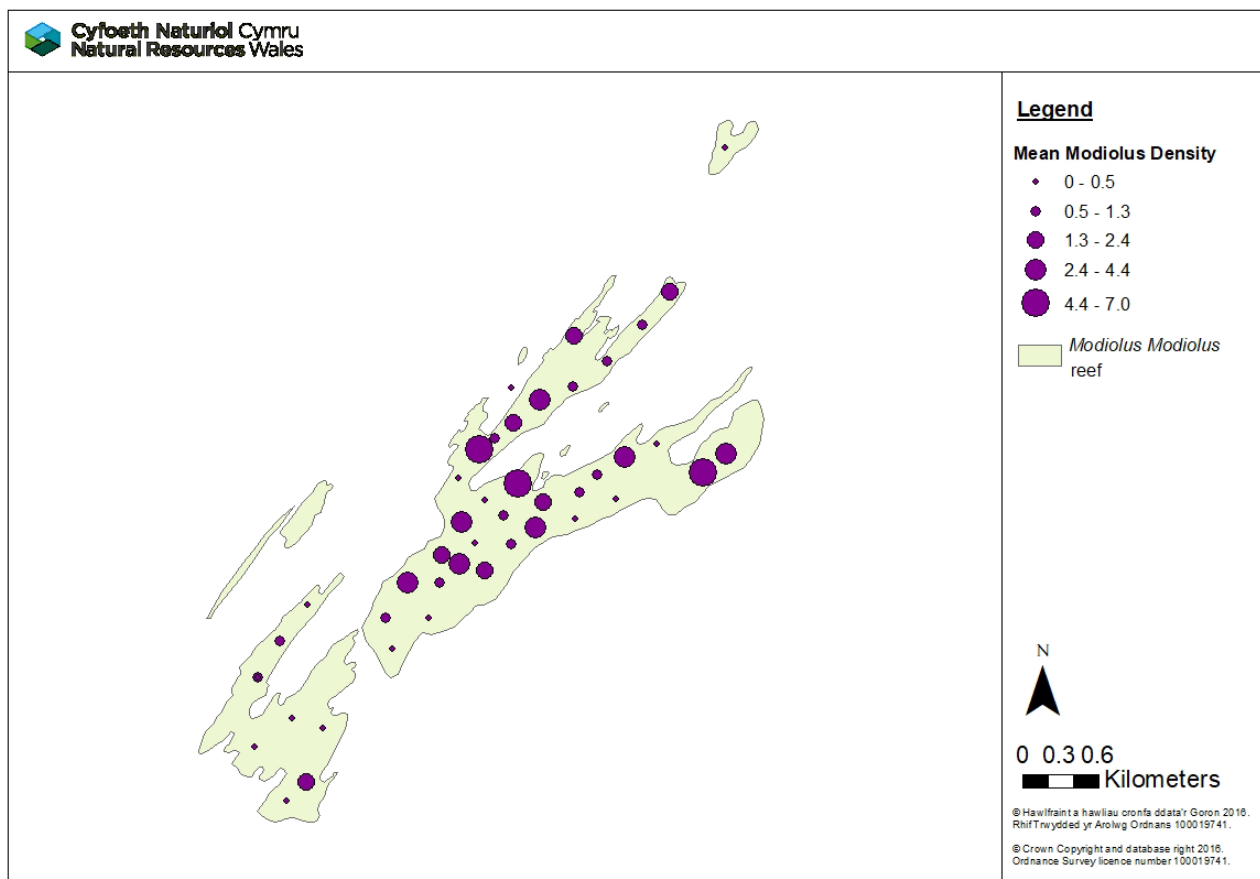 Cyfoeth Naturiol Cymru
Natural Resources Wales
Legend
Mean Modiolus Density
0 - 0.5
0.5 - 1.3
1.3 - 2.4
2.4 - 4.4
4.4 - 7.0
Modiolus Modiolus
reef
N
0 0.3 0.6
Kilometers
© Hawlfraint a hawliau cronfa ddata'r Goron 2016.
Rhif Trwydded yr Arolwg Ordnans 100019741.
© Crown Copyright and database right 2016.
Ordnance Survey licence number 100019741.